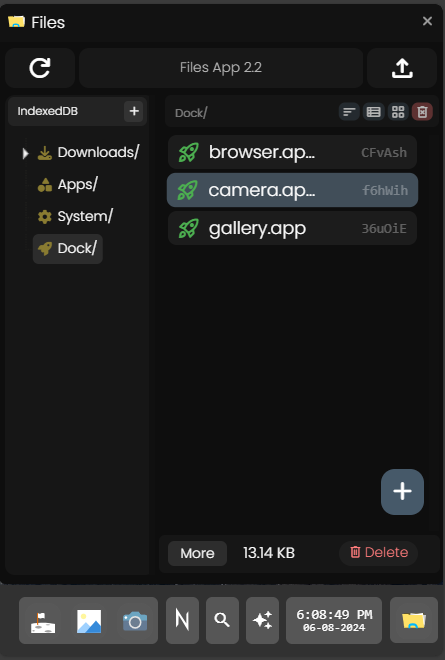 Files
Files App 2.2
IndexedDB
Dock/
Downloads/
Apps/
System/
Dock/
browser.ap... CFvAsh
camera.ap... f6hWih
gallery.app 36uOiE
More 13.14 KB Delete
6:08:49 PM
06-08-2024